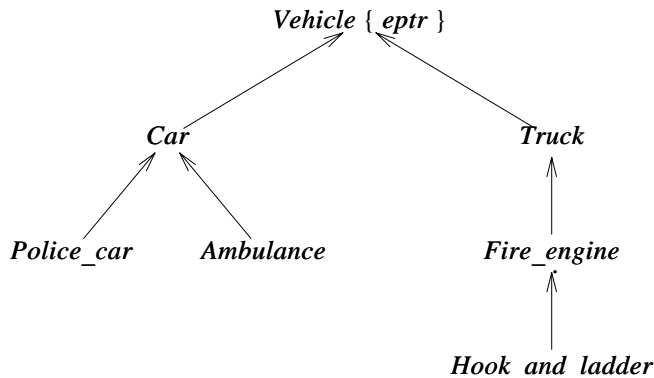 Vehicle { eptr }
Car Truck
Police_car Ambulance Fire_engine
Hook and ladder